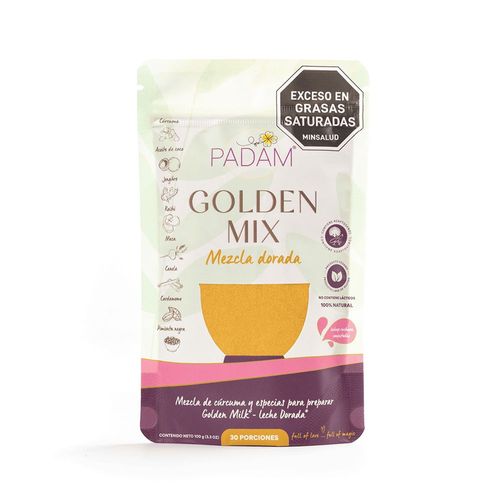 EXCESO EN
GRASAS
SATURADAS
MINSALUD
PADAM®
GOLDEN
MIX
Mezcla dorada
Cúrcuma
Aceite de coco
Jengibre
Reishi
Maca
Canela
Cardamomo
Pimienta negra
NO CONTIENE LÁCTEOS
100% NATURAL
Mezcla de cúrcuma y especias para preparar
Golden Milk - leche Dorada
CONTENIDO NETO 100 g (3.5 OZ)
30 PORCIONES
full of love
full of magic